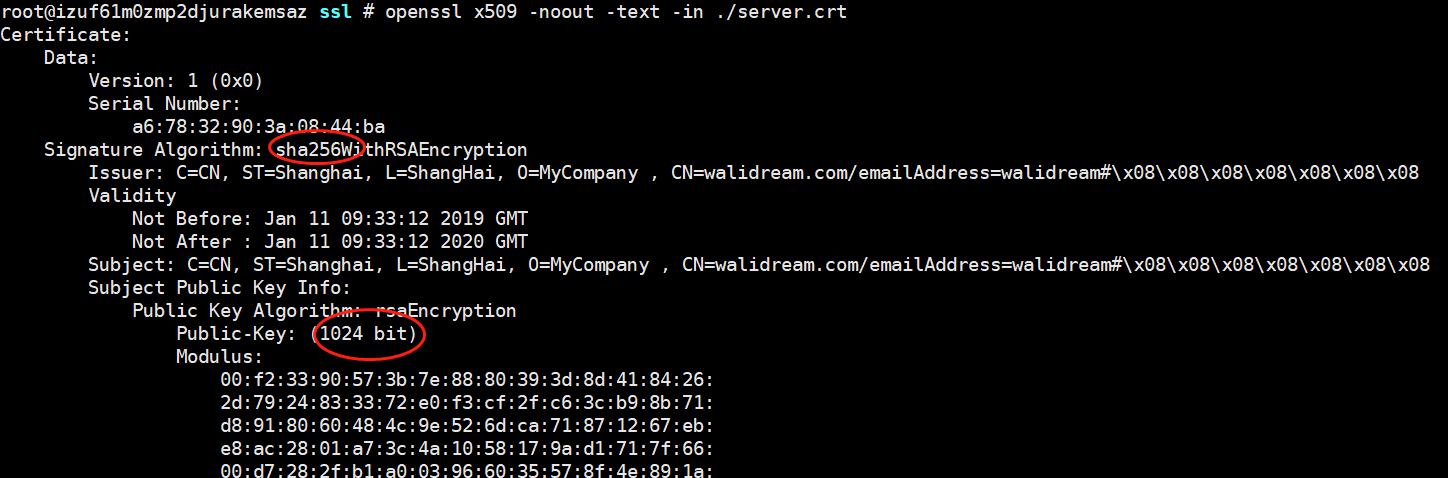 root@izuf61m0zmp2djurakemsaz ssl # openssl x509 -noout -text -in ./server.crt
Certificate:
    Data:
        Version: 1 (0x0)
        Serial Number:
            a6:78:32:90:3a:08:44:ba
    Signature Algorithm: sha256WithRSAEncryption
        Issuer: C=CN, ST=Shanghai, L=ShangHai, O=MyCompany , CN=walidream.com/emailAddress=walidream#\x08\x08\x08\x08\x08\x08\x08
        Validity
            Not Before: Jan 11 09:33:12 2019 GMT
            Not After : Jan 11 09:33:12 2020 GMT
        Subject: C=CN, ST=Shanghai, L=ShangHai, O=MyCompany , CN=walidream.com/emailAddress=walidream#\x08\x08\x08\x08\x08\x08\x08
        Subject Public Key Info:
            Public Key Algorithm: rsaEncryption
                Public-Key: (1024 bit)
                Modulus:
                    00:f2:33:90:57:3b:7e:88:80:39:3d:8d:41:84:26:
                    2d:79:24:83:33:72:e0:f3:cf:2f:c6:3c:b9:8b:71:
                    d8:91:80:60:48:4c:9e:52:6d:ca:71:87:12:67:eb:
                    e8:ac:28:01:a7:3c:4a:10:58:17:9a:d1:71:7f:66:
                    00:d7:28:2f:b1:a0:03:96:60:35:57:8f:4e:89:1a: